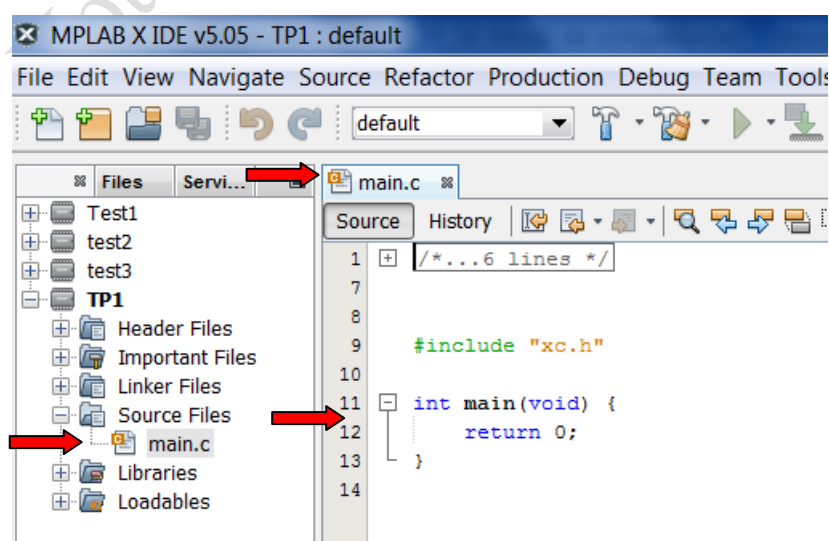 MPLAB X IDE v5.05 - TP1 : default
File Edit View Navigate Source Refactor Production Debug Team Tools
default
Files Servi...
main.c
Test1
test2
test3
TP1
Header Files
Important Files
Linker Files
Source Files
main.c
Libraries
Loadables
Source History
1 /*...6 lines */
7
8
9 #include "xc.h"
10
11 int main(void) {
12 return 0;
13 }
14